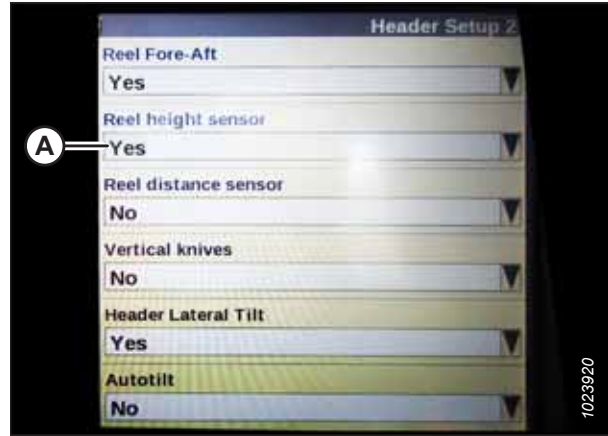 Header Setup 2
Reel Fore-Aft
Yes
Reel height sensor
A
Yes
Reel distance sensor
No
Vertical knives
No
Header Lateral Tilt
Yes
Autotilt
No
1023920